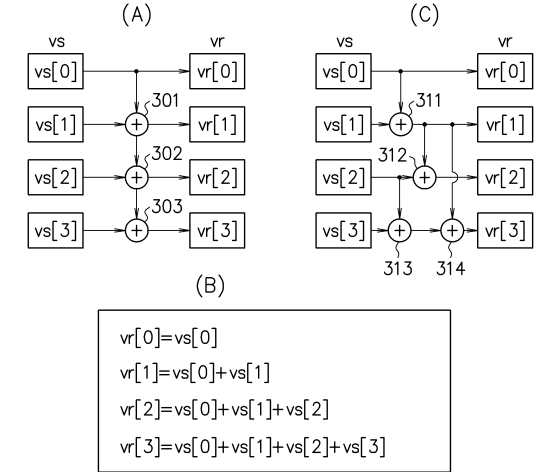 (A)
vs vr
vs[0] vr[0]
301
vs[1] + vr[1]
302
vs[2] + vr[2]
303
vs[3] + vr[3]
(C)
vs vr
vs[0] vr[0]
311
vs[1] + vr[1]
312
vs[2] + vr[2]
vs[3] + + vr[3]
313 314
(B)
vr[0]=vs[0]
vr[1]=vs[0]+vs[1]
vr[2]=vs[0]+vs[1]+vs[2]
vr[3]=vs[0]+vs[1]+vs[2]+vs[3]